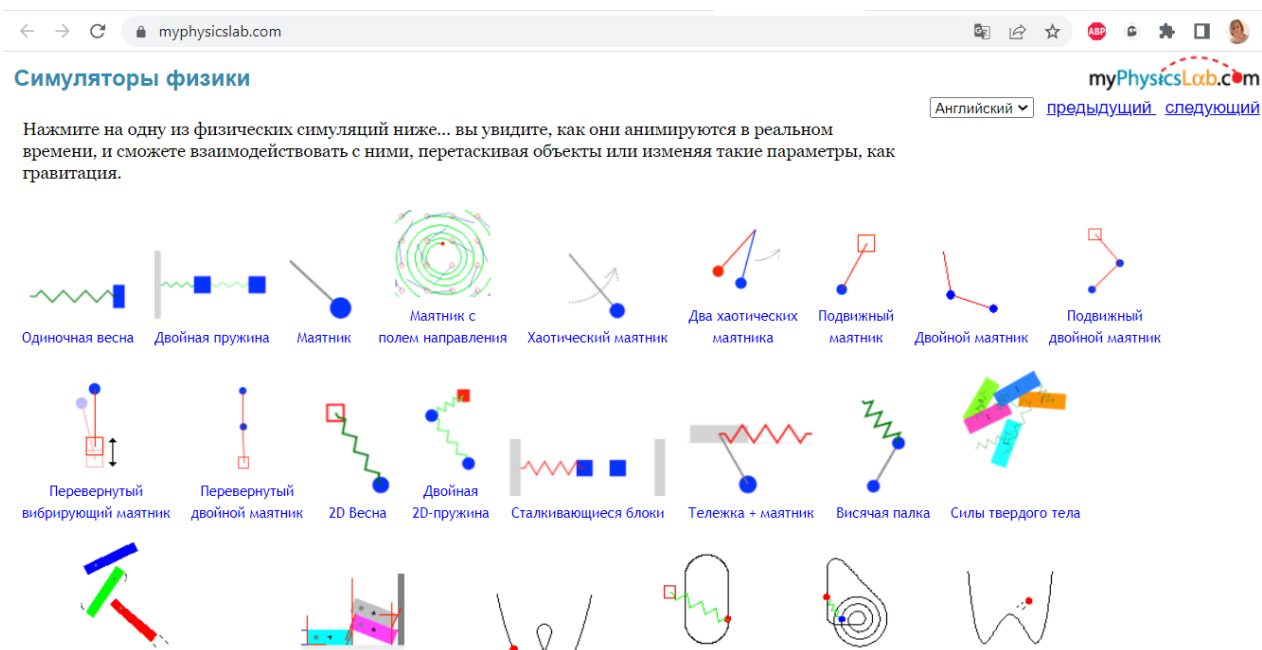 myphysicslab.com
ABP
G
Симуляторы физики
myPhysicsLab.com
Английский предыдущий следующий
Нажмите на одну из физических симуляций ниже... вы увидите, как они анимируются в реальном
времени, и сможете взаимодействовать с ними, перетаскивая объекты или изменяя такие параметры, как
гравитация.
Одиночная весна
Двойная пружина
Маятник
Маятник с
полем направления
Хаотический маятник
Два хаотических
маятника
Подвижный
маятник
Двойной маятник
Подвижный
двойной маятник
Перевернутый
вибрирующий маятник
Перевернутый
двойной маятник
2D Весна
Двойная
2D-пружина
Сталкивающиеся блоки
Тележка + маятник
Висячая палка
Силы твердого тела